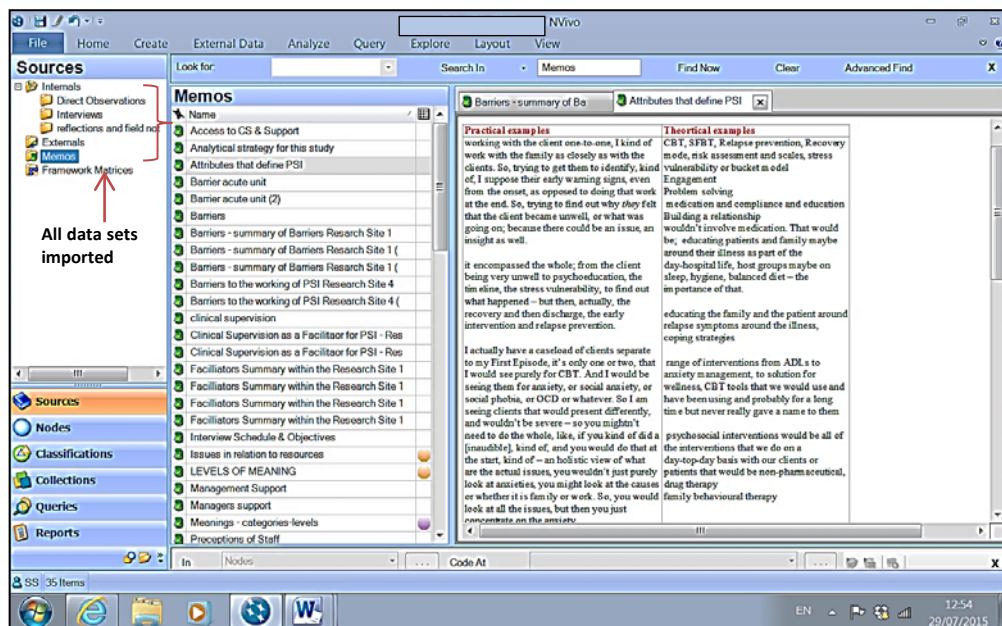 NVivo
File Home Create External Data Analyze Query Explore Layout View
Sources
Look for: Search In Memos Find Now Clear Advanced Find X
Internals
Direct Observations
Interviews
reflections and field not
Externals
Memos
Framework Matrices
All data sets
imported
Sources
Nodes
Classifications
Collections
Queries
Reports
Memos
Name
Access to CS & Support
Analytical strategy for this study
Attributes that define PSI
Barrier acute unit
Barrier acute unit (2)
Barriers
Barriers - summary of Barriers Resarch Site 1
Barriers - summary of Barriers Research Site 1 (
Barriers - summary of Barriers Research Site 1 (
Barriers to the working of PSI Research Site 4
Barriers to the working of PSI Research Site 4 (
clinical supervision
Clinical Supervision as a Facilitaor for PSI - Res
Clinical Supervision as a Facilitaor for PSI - Res
Facilliators Summary within the Research Site 1
Facilliators Summary within the Research Site 1
Facilliators Summary within the Research Site 1
Facilliators Summary within the Research Site 1
Interview Schedule & Objectives
Issues in relation to resources
LEVELS OF MEANING
Management Support
Managers support
Meanings - categories-levels
Preceptions of Staff
Barriers - summary of Ba
Attributes that define PSI
Practical examples
working with the client one-to-one, I kind of
work with the family as closely as with the
clients. So, trying to get them to identify, kind
of, I suppose their early warning signs, even
from the onset, as opposed to doing that work
at the end. So, trying to find out why they felt
that the client became unwell, or what was
going on; because there could be an issue, an
insight as well.
it encompassed the whole; from the client
being very unwell to psychoeducation, the
timeline, the stress vulnerability, to find out
what happened – but then, actually, the
recovery and then discharge, the early
intervention and relapse prevention.
I actually have a caseload of clients separate
to my First Episode, it's only one or two, that
I would see purely for CBT. And I would be
seeing them for anxiety, or social anxiety, or
social phobia, or OCD or whatever. So I am
seeing clients that would present differently,
and wouldn't be severe – so you mightn't
need to do the whole, like, if you kind of did a
[inaudible], kind of, and you would do that at
the start, kind of – an holistic view of what
are the actual issues, you wouldn't just purely
look at anxieties, you might look at the causes
or whether it is family or work. So, you would
look at all the issues, but then you just
concentrate on the anxiety
Theortical examples
CBT, SFBT, Relapse prevention, Recovery
mode, risk assessment and scales, stress
vulnerability or bucket model
Engagement
Problem solving
medication and compliance and education
Building a relationship
wouldn't involve medication. That would
be; educating patients and family maybe
around their illness as part of the
day-hospital life, host groups maybe on
sleep, hygiene, balanced diet – the
importance of that.
educating the family and the patient around
relapse symptoms around the illness,
coping strategies
range of interventions from ADLs to
anxiety management, to solution for
wellness, CBT tools that we would use and
have been using and probably for a long
time but never really gave a name to them
psychosocial interventions would be all of
the interventions that we do on a
day-top-day basis with our clients or
patients that would be non-pharmaceutical,
drug therapy
family behavioural therapy
In Nodes ... Code At ... X
SS 35 Items
EN
12:54
29/07/2015